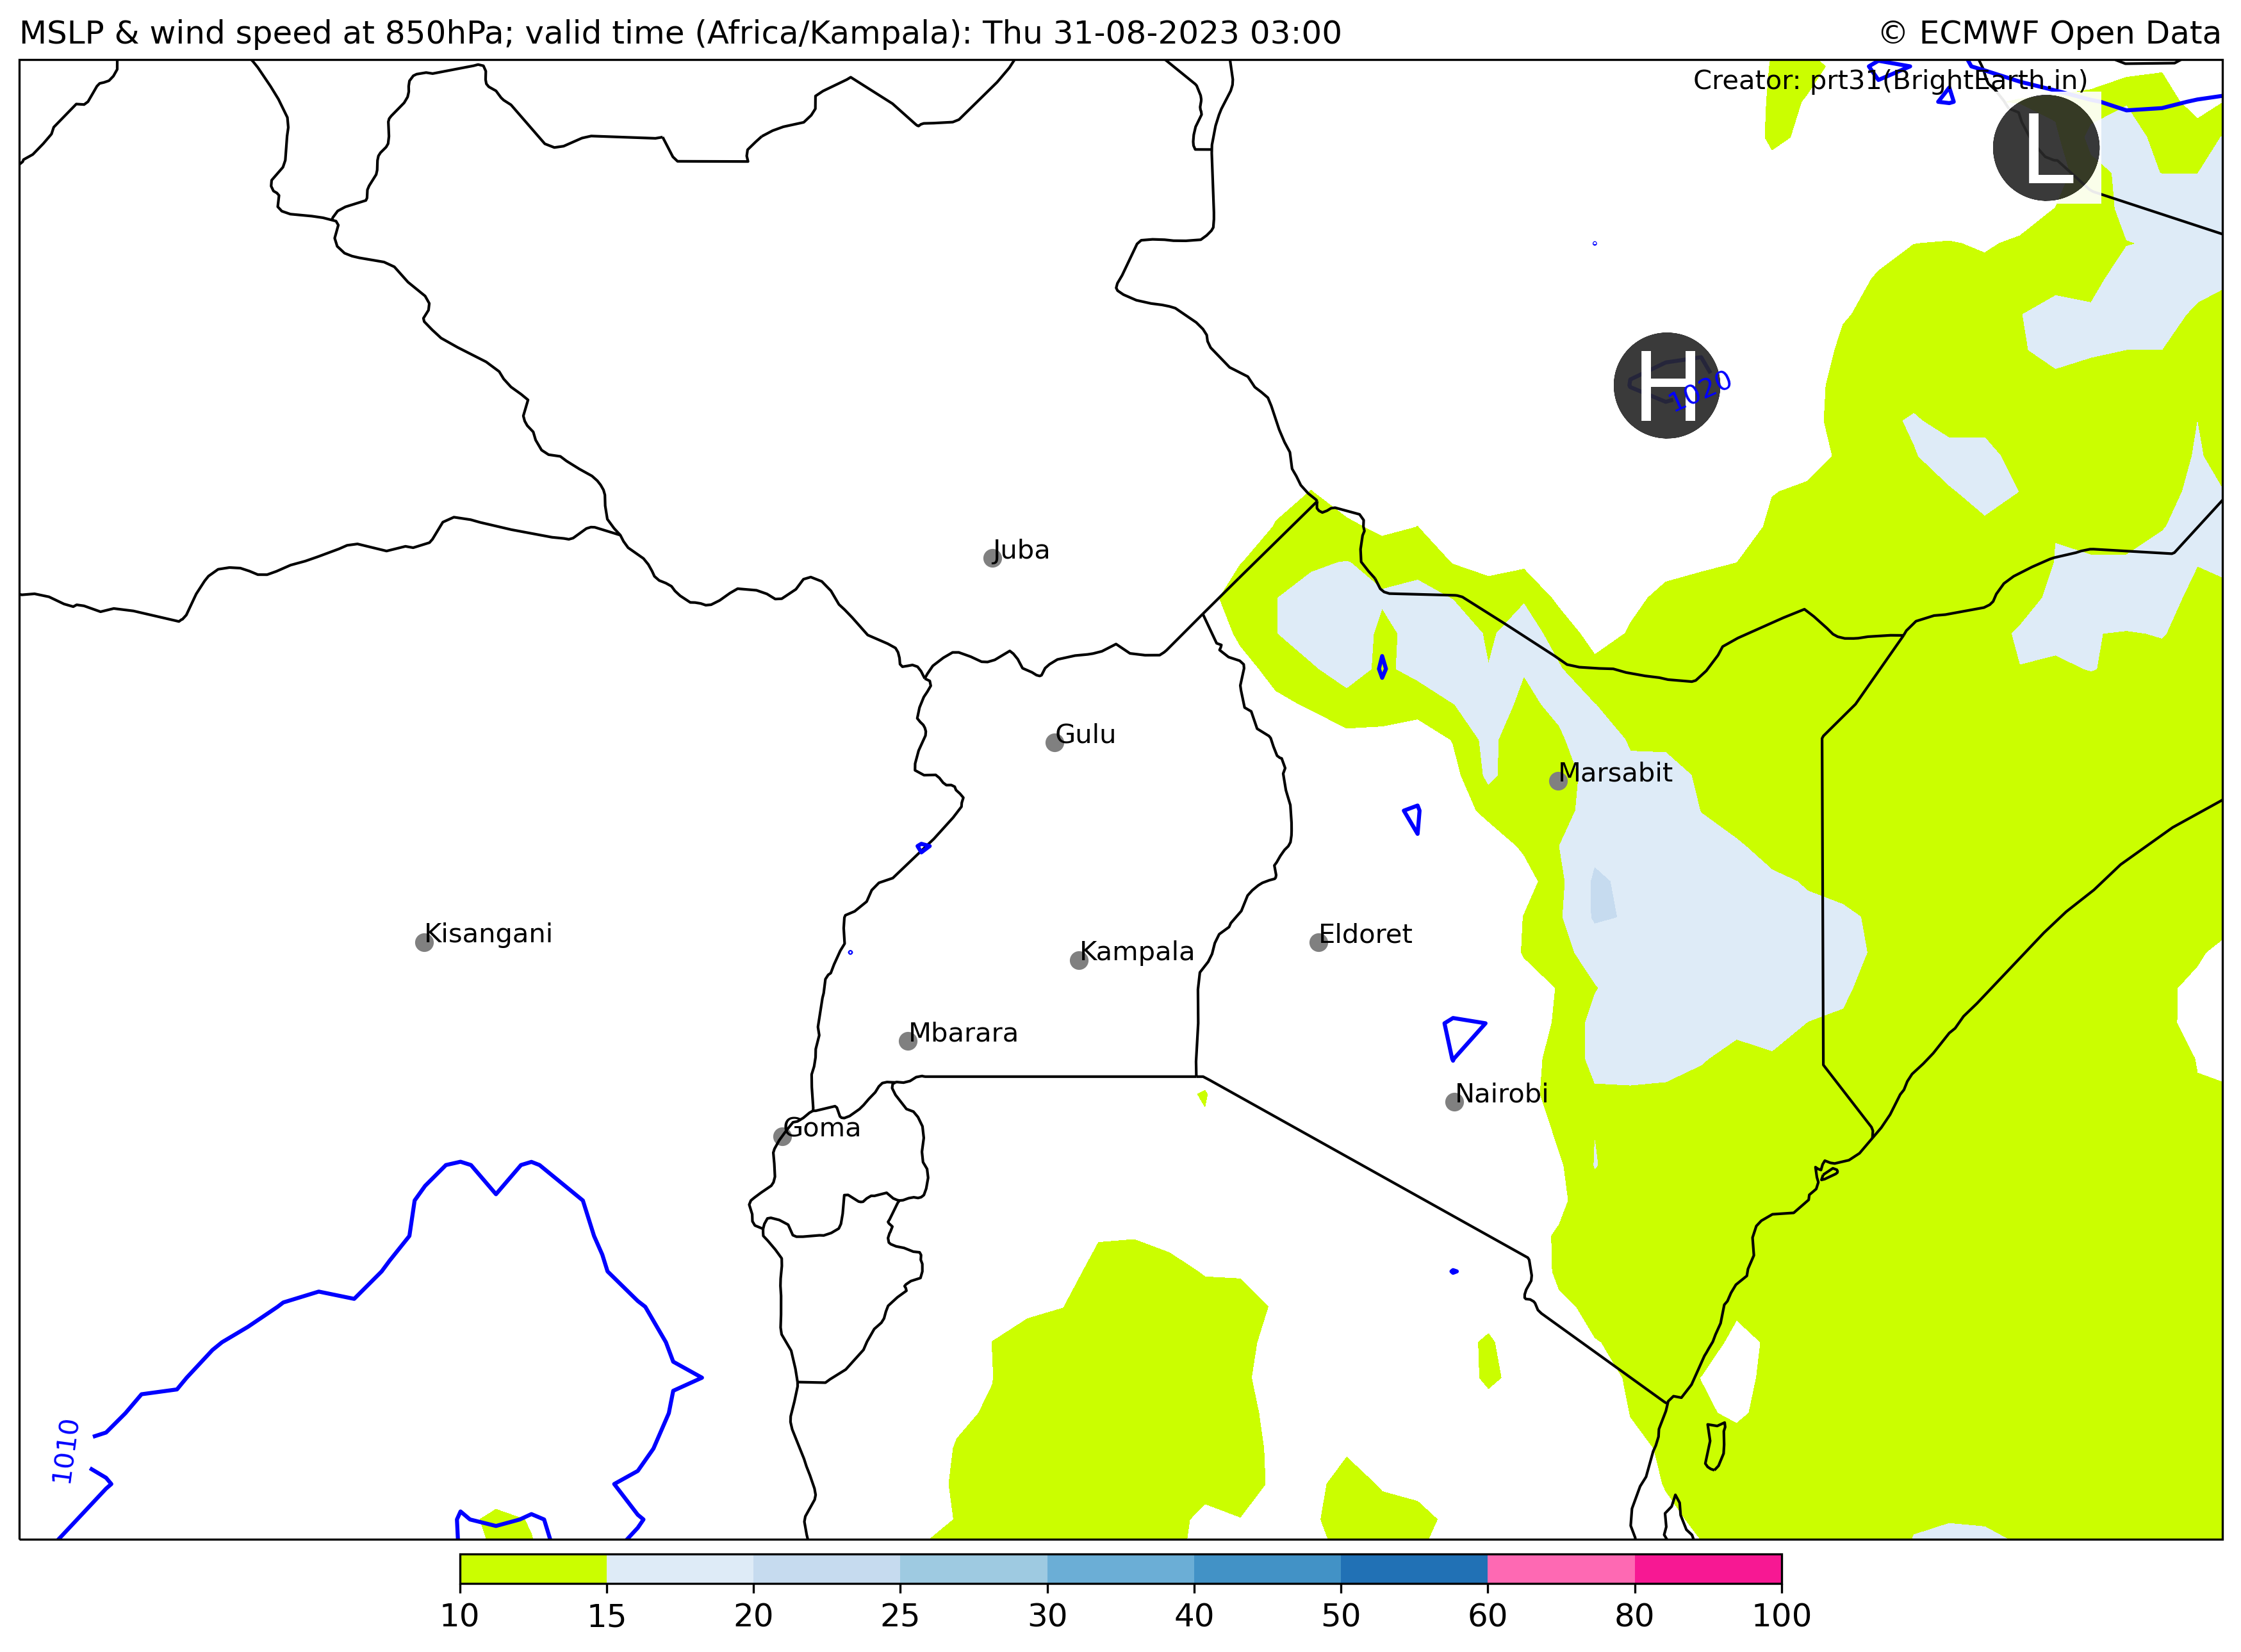 MSLP & wind speed at 850hPa; valid time (Africa/Kampala): Thu 31-08-2023 03:00
© ECMWF Open Data
Creator: prt31(BrightEarth.in)
L
H
1020
Juba
Gulu
Marsabit
Kisangani
Eldoret
Kampala
Mbarara
Nairobi
Goma
1010
10 15 20 25 30 40 50 60 80 100